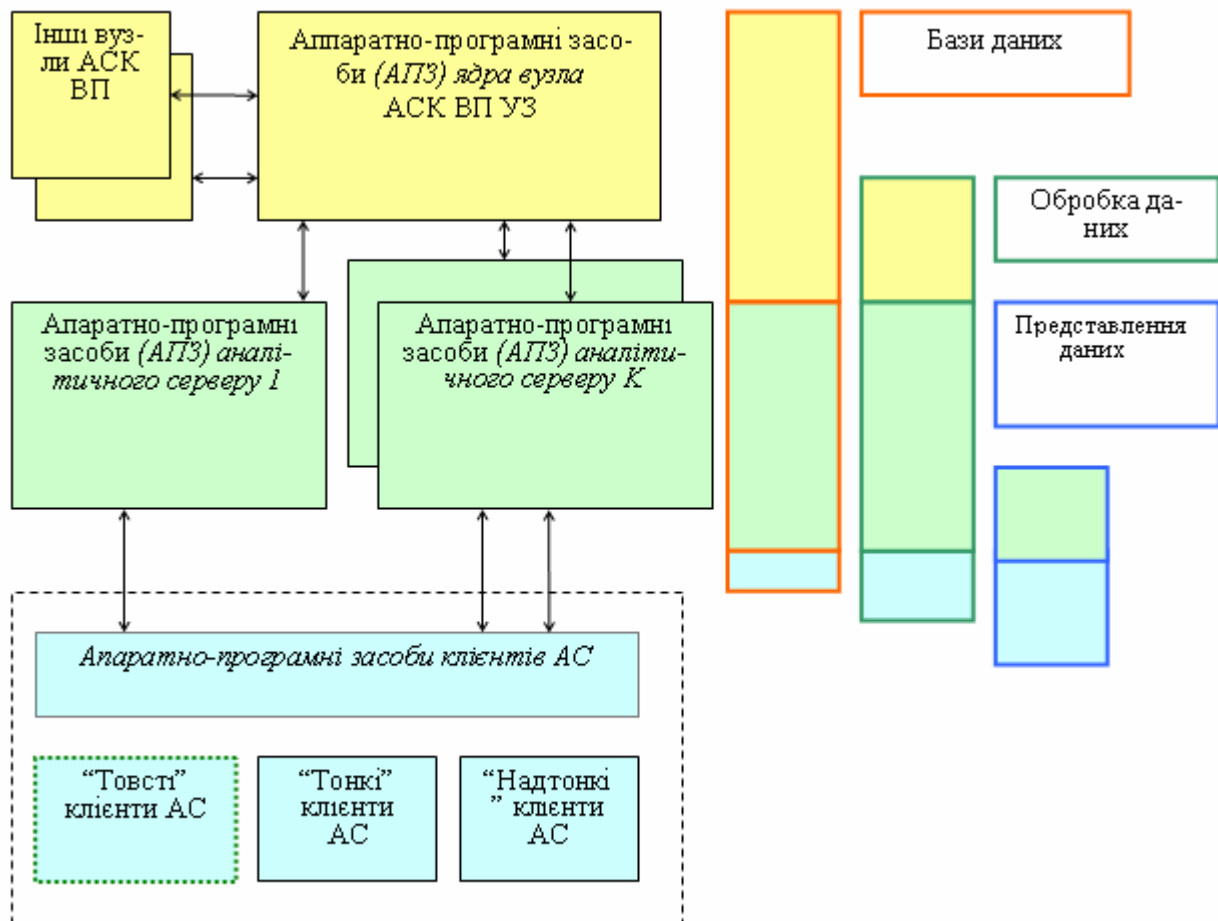 Інші вуз-
ли АСК
ВП
Аппаратно-програмні засо-
би (АПЗ) ядра вузла
АСК ВП УЗ
Бази даних
Обробка да-
них
Представлення
даних
Апаратно-програмні
засоби (АПЗ) аналі-
тичного серверу 1
Апаратно-програмні
засоби (АПЗ) аналіти-
чного серверу К
Апаратно-програмні засоби клієнтів АС
“Товсті”
клієнти АС
“Тонкі”
клієнти
АС
“Надтонкі
” клієнти
АС